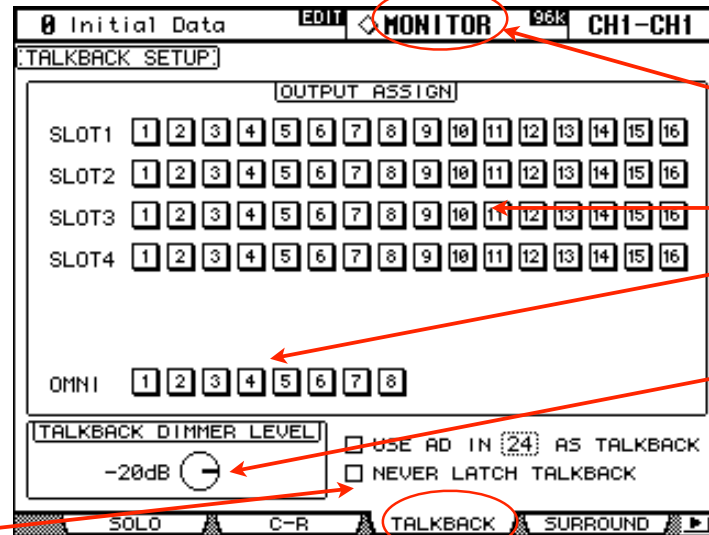 0 Initial Data EDIT MONITOR 96K CH1-CH1
TALKBACK SETUP
OUTPUT ASSIGN
SLOT1 1 2 3 4 5 6 7 8 9 10 11 12 13 14 15 16
SLOT2 1 2 3 4 5 6 7 8 9 10 11 12 13 14 15 16
SLOT3 1 2 3 4 5 6 7 8 9 10 11 12 13 14 15 16
SLOT4 1 2 3 4 5 6 7 8 9 10 11 12 13 14 15 16
OMNI 1 2 3 4 5 6 7 8
TALKBACK DIMMER LEVEL
-20dB
USE AD IN 24 AS TALKBACK
NEVER LATCH TALKBACK
SOLO C-R TALKBACK SURROUND